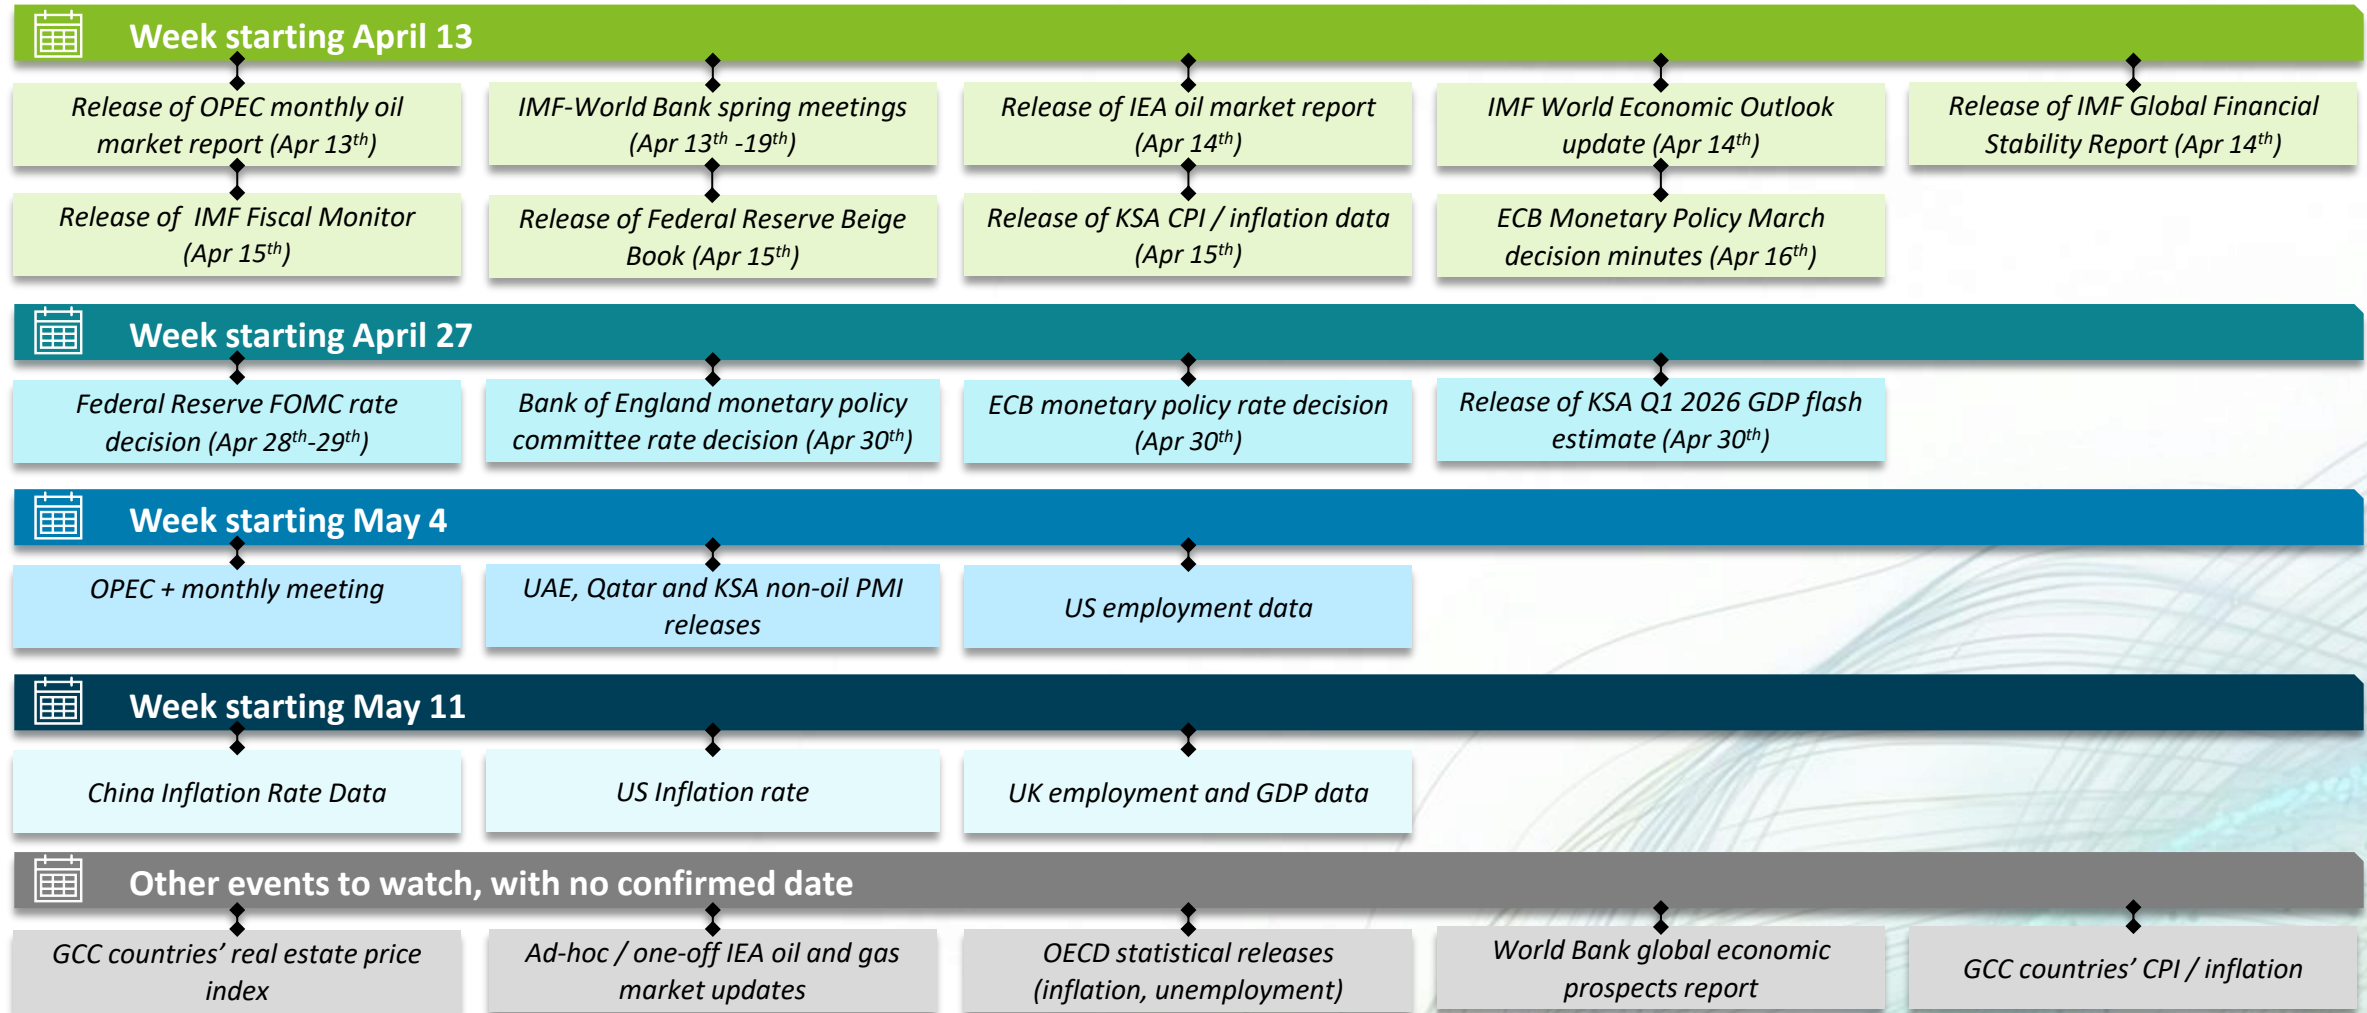 Week starting April 13
Release of OPEC monthly oil
market report (Apr 13th)
IMF-World Bank spring meetings
(Apr 13th -19th)
Release of IEA oil market report
(Apr 14th)
IMF World Economic Outlook
update (Apr 14th)
Release of IMF Global Financial
Stability Report (Apr 14th)
Release of  IMF Fiscal Monitor
(Apr 15th)
Release of Federal Reserve Beige
Book (Apr 15th)
Release of KSA CPI / inflation data
(Apr 15th)
ECB Monetary Policy March
decision minutes (Apr 16th)
Week starting April 27
Federal Reserve FOMC rate
decision (Apr 28th-29th)
Bank of England monetary policy
committee rate decision (Apr 30th)
ECB monetary policy rate decision
(Apr 30th)
Release of KSA Q1 2026 GDP flash
estimate (Apr 30th)
Week starting May 4
OPEC + monthly meeting
UAE, Qatar and KSA non-oil PMI
releases
US employment data
Week starting May 11
China Inflation Rate Data
US Inflation rate
UK employment and GDP data
Other events to watch, with no confirmed date
GCC countries’ real estate price
index
Ad-hoc / one-off IEA oil and gas
market updates
OECD statistical releases
(inflation, unemployment)
World Bank global economic
prospects report
GCC countries’ CPI / inflation